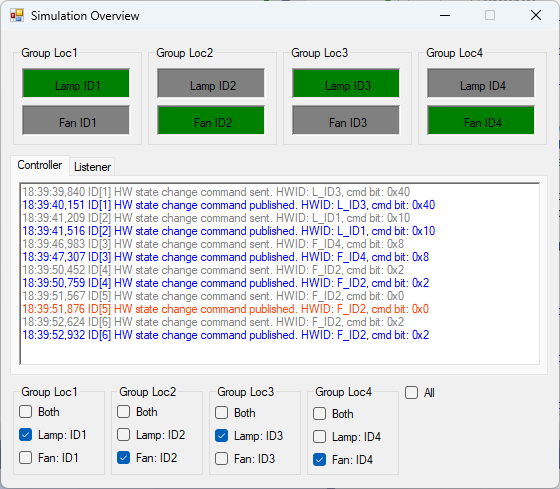 Simulation Overview
Group Loc1 Group Loc2 Group Loc3 Group Loc4
Lamp ID1 Lamp ID2 Lamp ID3 Lamp ID4
Fan ID1 Fan ID2 Fan ID3 Fan ID4
Controller Listener
18:39:39,840 ID[1] HW state change command sent. HWID: L_ID3, cmd bit: 0x40
18:39:40,151 ID[1] HW state change command published. HWID: L_ID3, cmd bit: 0x40
18:39:41,209 ID[2] HW state change command sent. HWID: L_ID1, cmd bit: 0x10
18:39:41,516 ID[2] HW state change command published. HWID: L_ID1, cmd bit: 0x10
18:39:46,983 ID[3] HW state change command sent. HWID: F_ID4, cmd bit: 0x8
18:39:47,307 ID[3] HW state change command published. HWID: F_ID4, cmd bit: 0x8
18:39:50,452 ID[4] HW state change command sent. HWID: F_ID2, cmd bit: 0x2
18:39:50,759 ID[4] HW state change command published. HWID: F_ID2, cmd bit: 0x2
18:39:51,567 ID[5] HW state change command sent. HWID: F_ID2, cmd bit: 0x0
18:39:51,876 ID[5] HW state change command published. HWID: F_ID2, cmd bit: 0x0
18:39:52,624 ID[6] HW state change command sent. HWID: F_ID2, cmd bit: 0x2
18:39:52,932 ID[6] HW state change command published. HWID: F_ID2, cmd bit: 0x2
Group Loc1 Group Loc2 Group Loc3 Group Loc4 All
Both Both Both Both
Lamp: ID1 Lamp: ID2 Lamp: ID3 Lamp: ID4
Fan: ID1 Fan: ID2 Fan: ID3 Fan: ID4